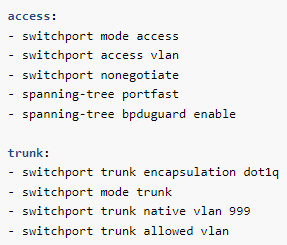 access:
- switchport mode access
- switchport access vlan
- switchport nonegotiate
- spanning-tree portfast
- spanning-tree bpduguard enable
trunk:
- switchport trunk encapsulation dot1q
- switchport mode trunk
- switchport trunk native vlan 999
- switchport trunk allowed vlan